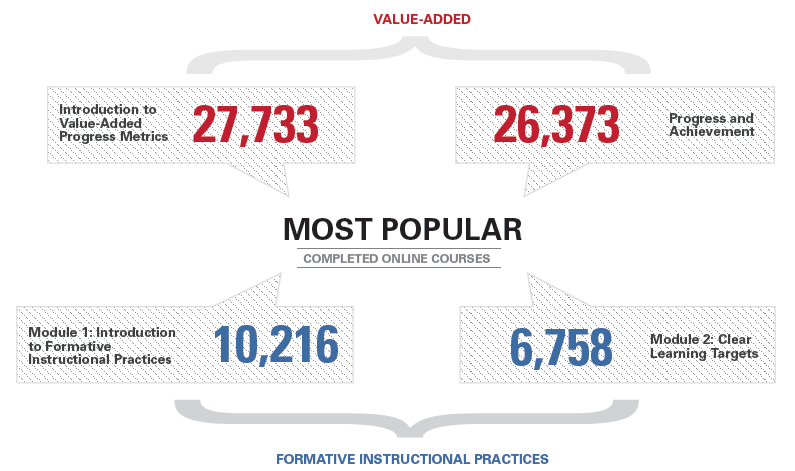 VALUE-ADDED
Introduction to
Value-Added
Progress Metrics
27,733
26,373
Progress and
Achievement
MOST POPULAR
COMPLETED ONLINE COURSES
Module 1: Introduction
to Formative
Instructional Practices
10,216
6,758
Module 2: Clear
Learning Targets
FORMATIVE INSTRUCTIONAL PRACTICES